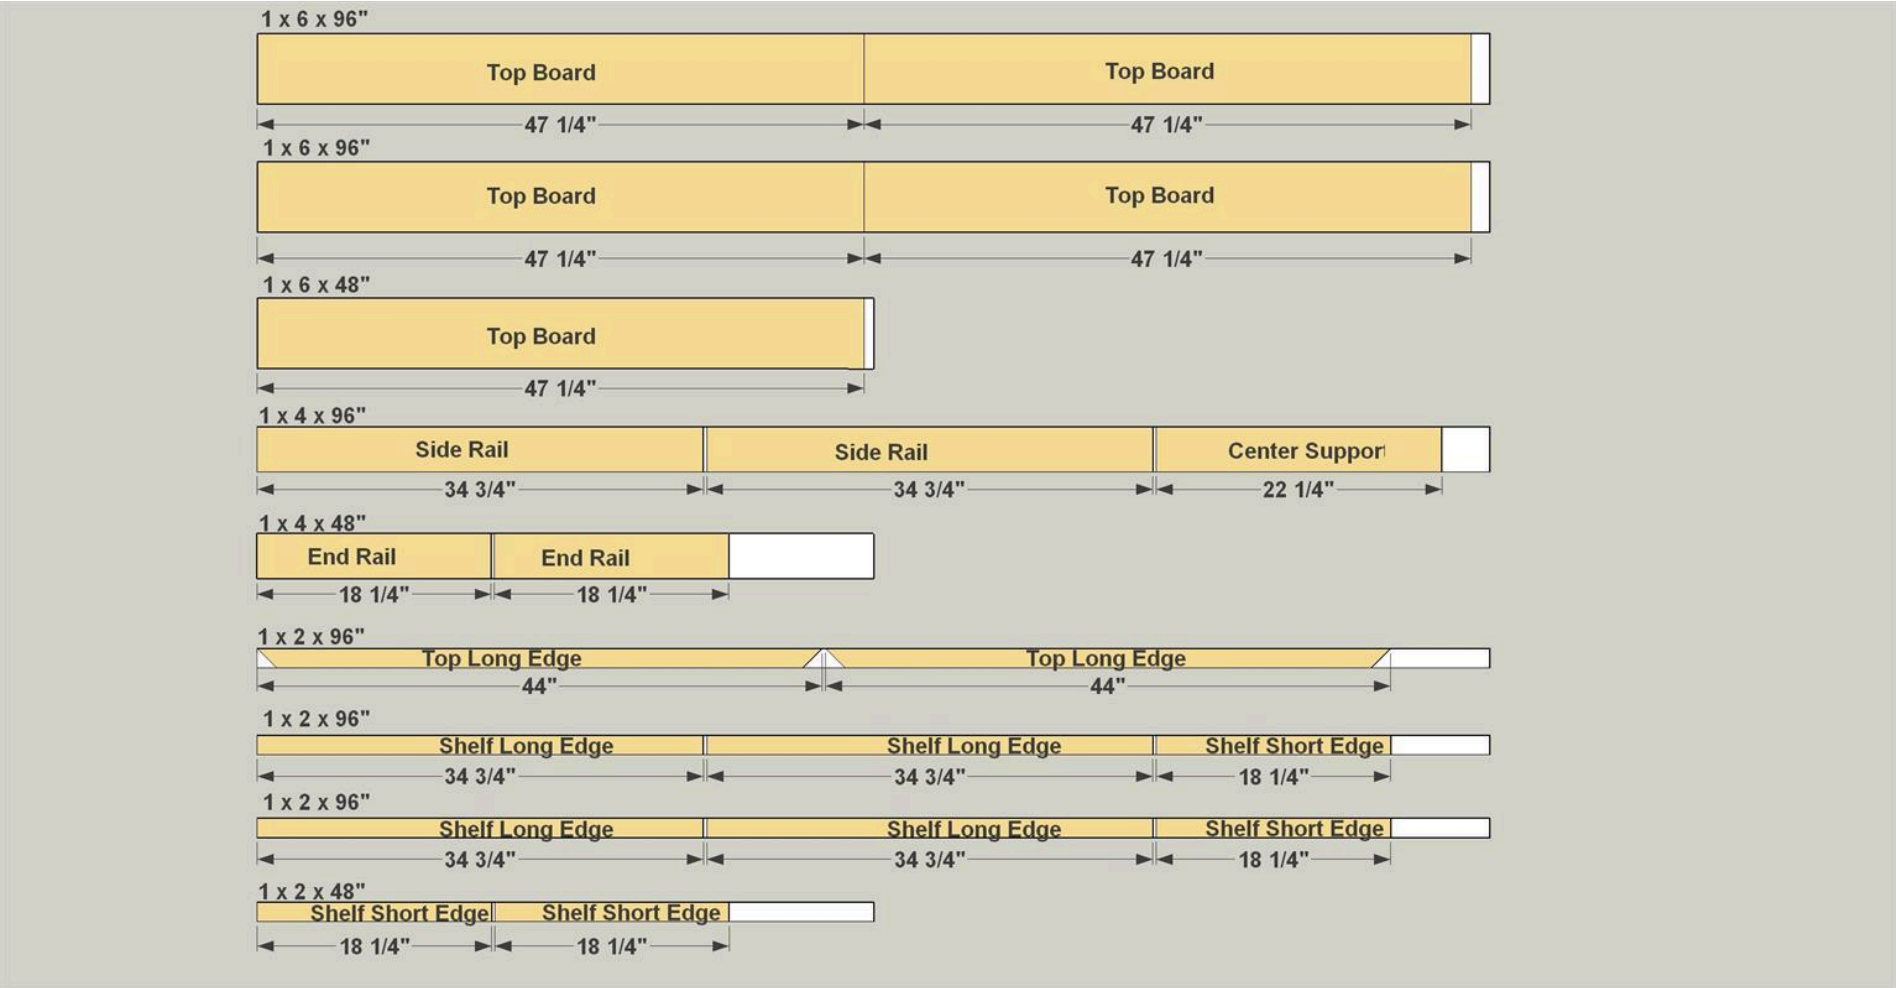 1 x 6 x 96"
Top Board Top Board
47 1/4" 47 1/4"
1 x 6 x 96"
Top Board Top Board
47 1/4" 47 1/4"
1 x 6 x 48"
Top Board
47 1/4"
1 x 4 x 96"
Side Rail Side Rail Center Support
34 3/4" 34 3/4" 22 1/4"
1 x 4 x 48"
End Rail End Rail
18 1/4" 18 1/4"
1 x 2 x 96"
Top Long Edge Top Long Edge
44" 44"
1 x 2 x 96"
Shelf Long Edge Shelf Long Edge Shelf Short Edge
34 3/4" 34 3/4" 18 1/4"
1 x 2 x 96"
Shelf Long Edge Shelf Long Edge Shelf Short Edge
34 3/4" 34 3/4" 18 1/4"
1 x 2 x 48"
Shelf Short Edge Shelf Short Edge
18 1/4" 18 1/4"